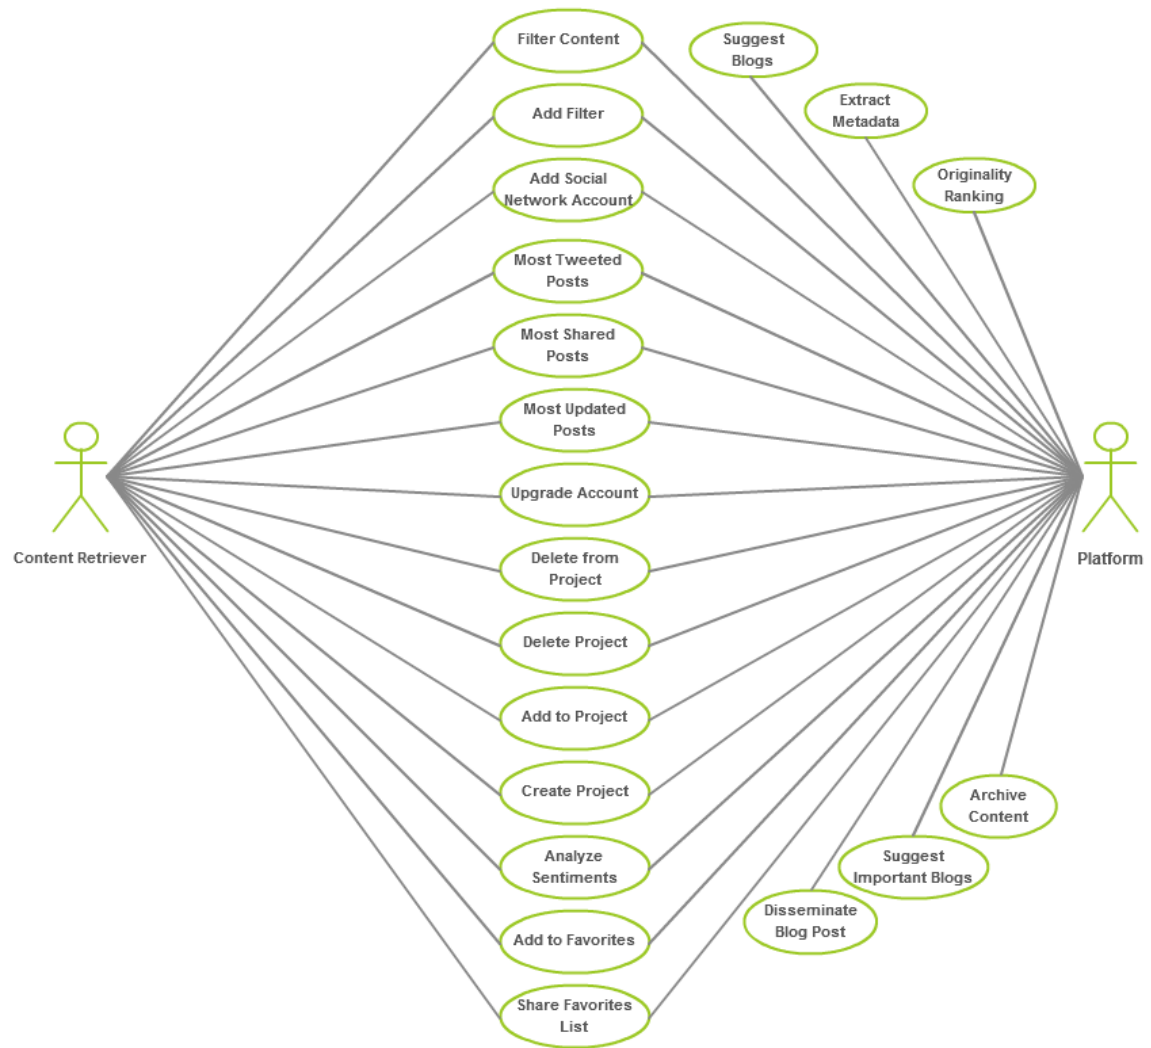 Filter Content
Suggest
Blogs
Add Filter
Extract
Metadata
Add Social
Network Account
Originality
Ranking
Most Tweeted
Posts
Most Shared
Posts
Most Updated
Posts
Upgrade Account
Content Retriever
Platform
Delete from
Project
Delete Project
Add to Project
Create Project
Archive
Content
Analyze
Sentiments
Suggest
Important Blogs
Disseminate
Blog Post
Add to Favorites
Share Favorites
List